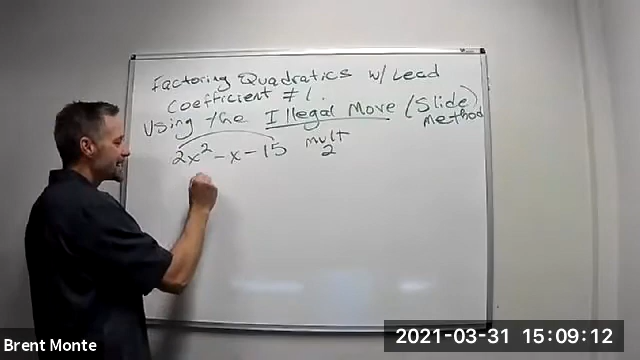 Factoring Quadratics w/ Lead
Coefficient ≠ 1.
Using the Illegal Move (Slide)
method
2x² - x - 15 mult
2
Brent Monte
2021-03-31 15:09:12